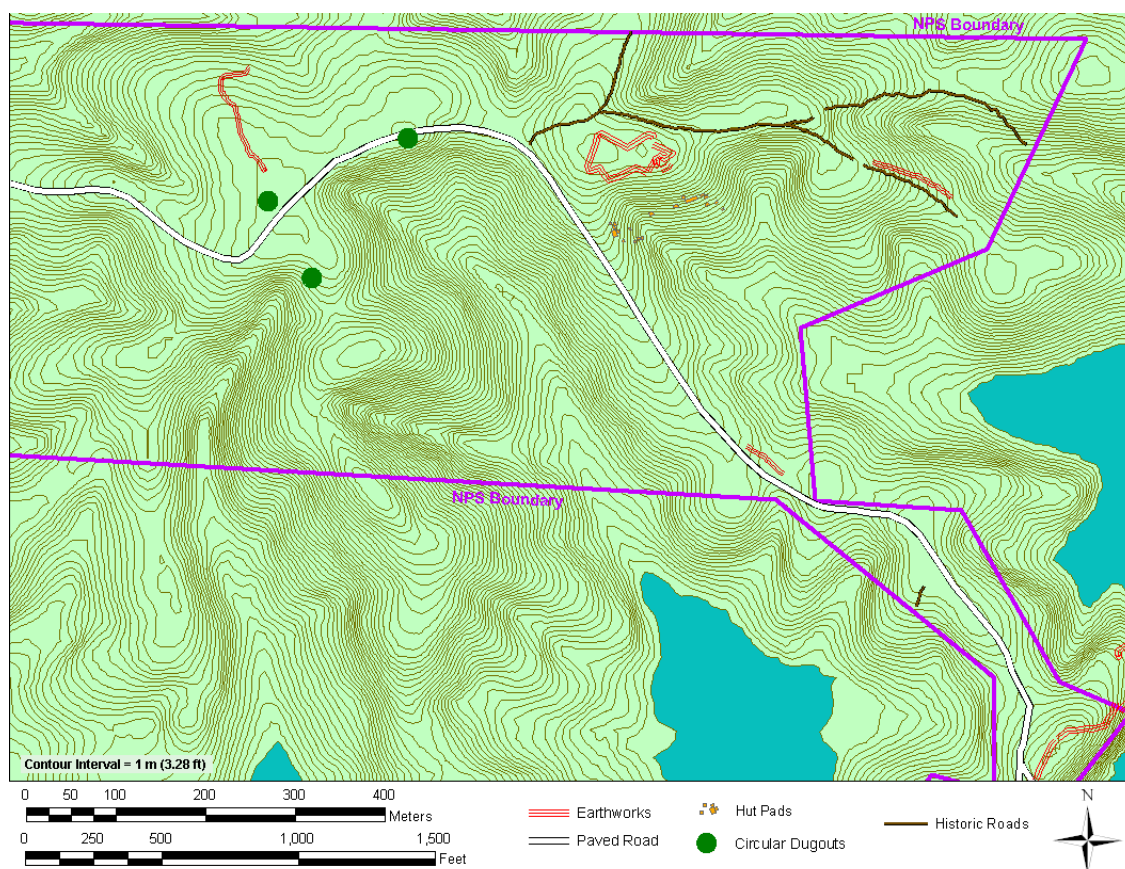 NPS Boundary
NPS Boundary
Contour Interval = 1 m (3.28 ft)
0 50 100 200 300 400
Meters
0 250 500 1,000 1,500
Feet
Earthworks
Paved Road
Hut Pads
Circular Dugouts
Historic Roads
N